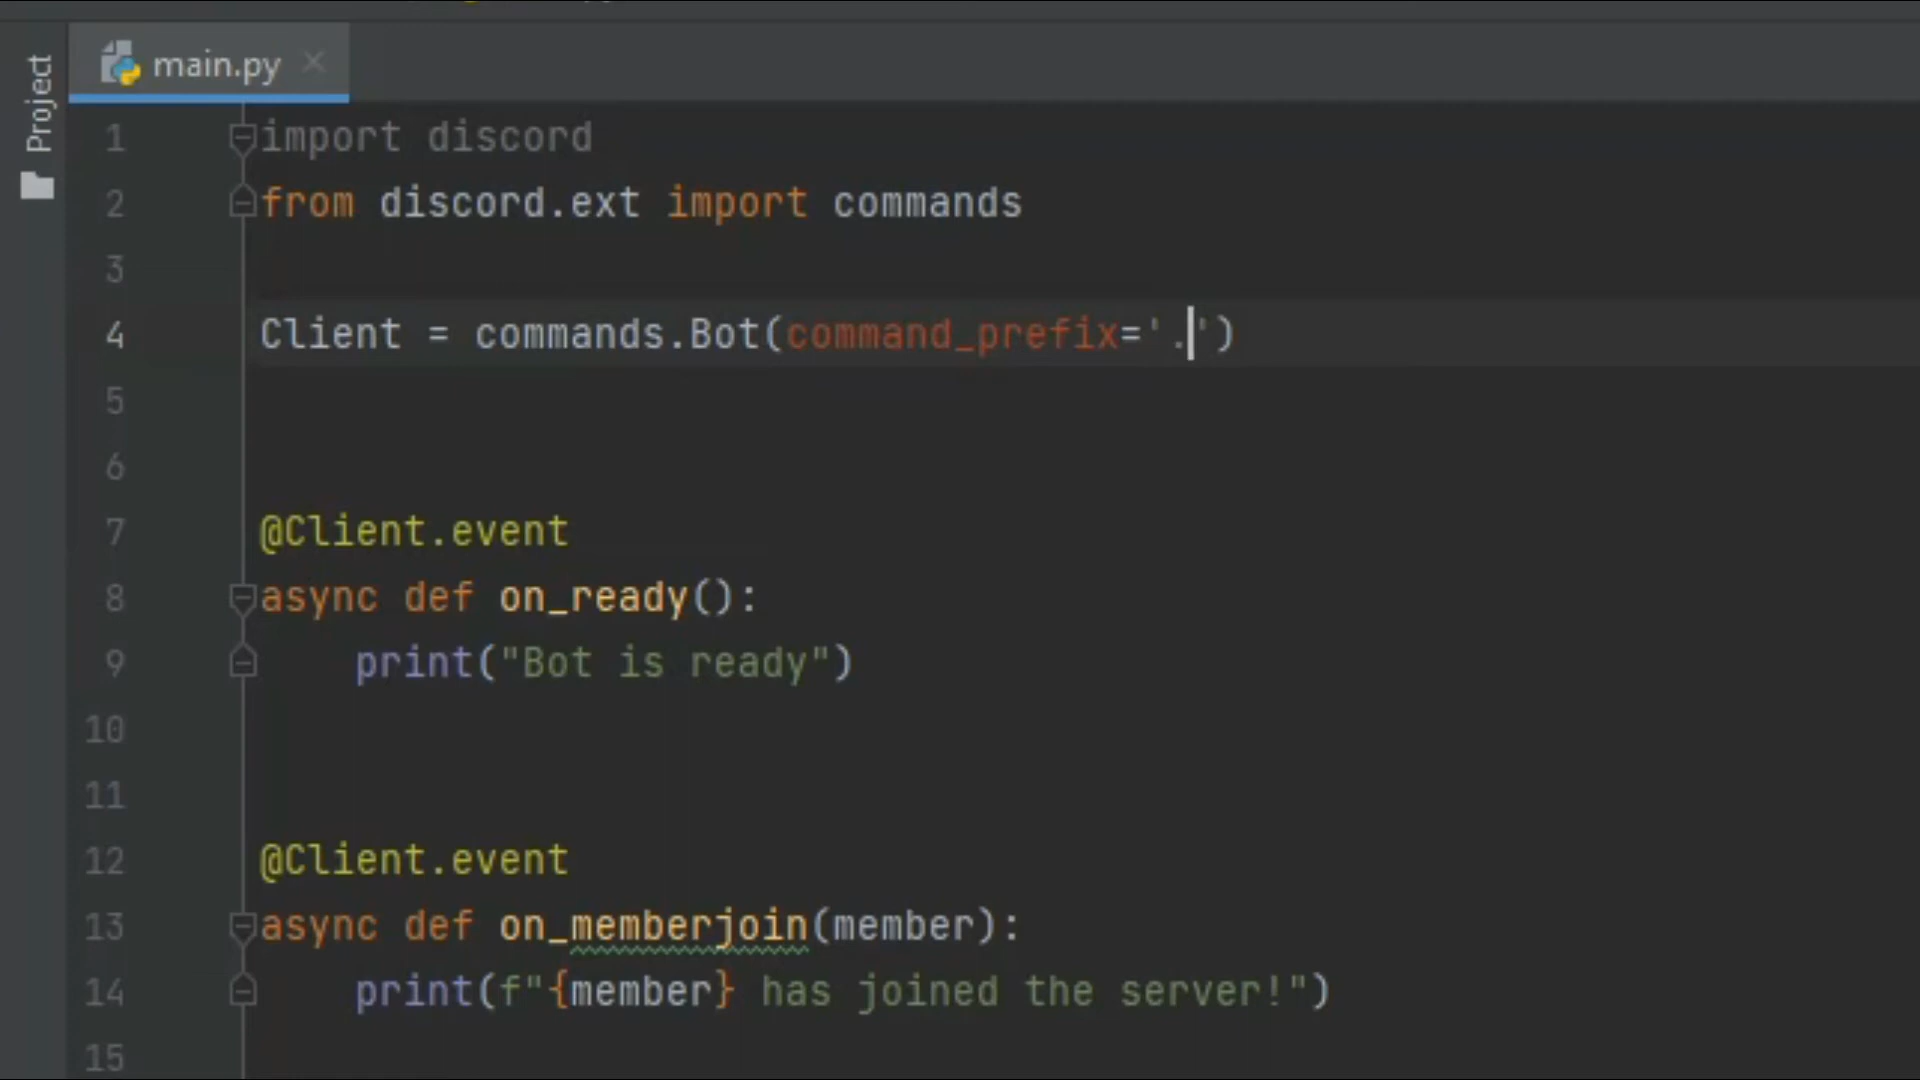 Project
main.py
1 import discord
2 from discord.ext import commands
3
4 Client = commands.Bot(command_prefix='.')
5
6
7 @Client.event
8 async def on_ready():
9     print("Bot is ready")
10
11
12 @Client.event
13 async def on_memberjoin(member):
14     print(f"{member} has joined the server!")
15